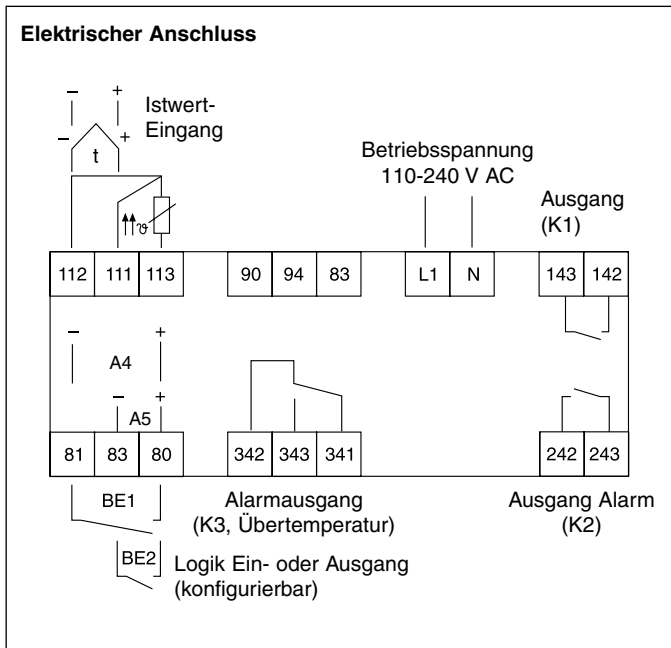 Elektrischer Anschluss
− +
Istwert-
Eingang
− +
t
Betriebsspannung
110-240 V AC
Ausgang
(K1)
ϑ
112 111 113 90 94 83 L1 N 143 142
− +
A4
− +
A5
81 83 80 342 343 341 242 243
BE1
Alarmausgang
(K3, Übertemperatur)
Ausgang Alarm
(K2)
BE2
Logik Ein- oder Ausgang
(konfigurierbar)